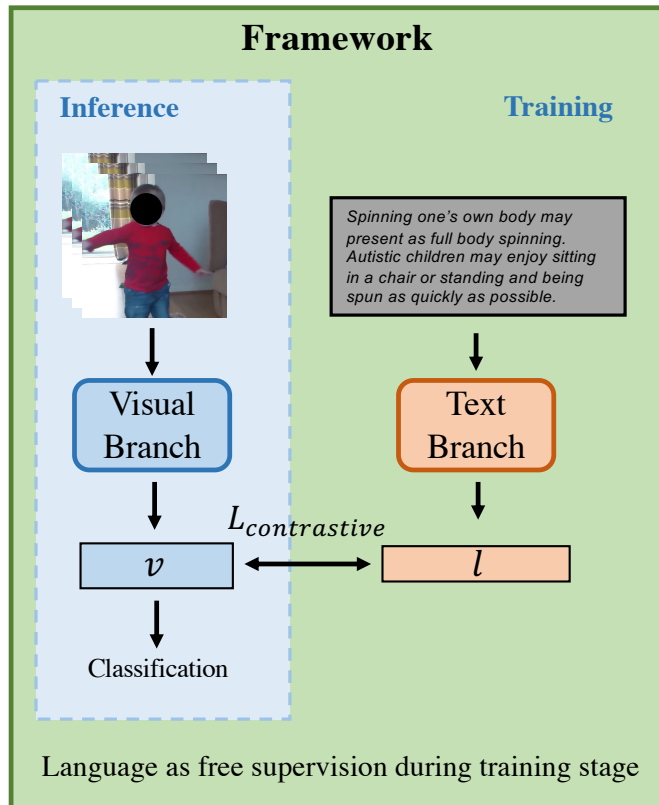 Framework
Inference
Training
Spinning one's own body may
present as full body spinning.
Autistic children may enjoy sitting
in a chair or standing and being
spun as quickly as possible.
Visual
Branch
Text
Branch
L_contrastive
v
l
Classification
Language as free supervision during training stage